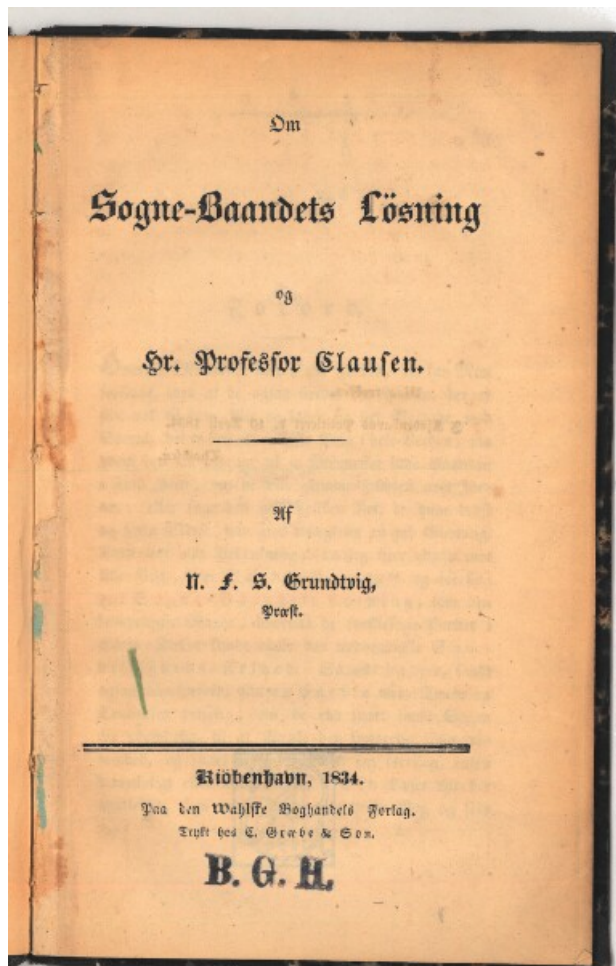 Om
Sogne-Baandets Lösning
og
Hr. Professor Clausen.
Af
N. F. S. Grundtvig,
Præst.
Kiöbenhavn, 1834.
Paa den Wahlske Boghandels Forlag.
Trykt hos C. Græbe & Søn.
B. G. H.